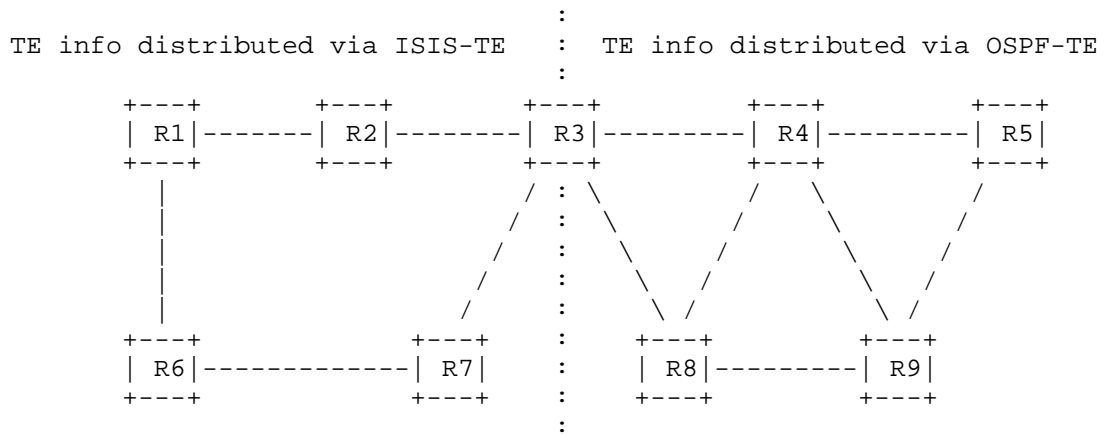 TE info distributed via ISIS-TE : TE info distributed via OSPF-TE
R1 R2 R3 R4 R5
R6 R7 R8 R9